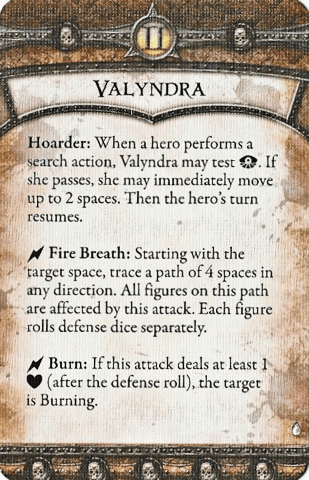 II
VALYNDRA
Hoarder: When a hero performs a
search action, Valyndra may test . If
she passes, she may immediately move
up to 2 spaces. Then the hero's turn
resumes.
Fire Breath: Starting with the
target space, trace a path of 4 spaces in
any direction. All figures on this path
are affected by this attack. Each figure
rolls defense dice separately.
Burn: If this attack deals at least 1
(after the defense roll), the target
is Burning.